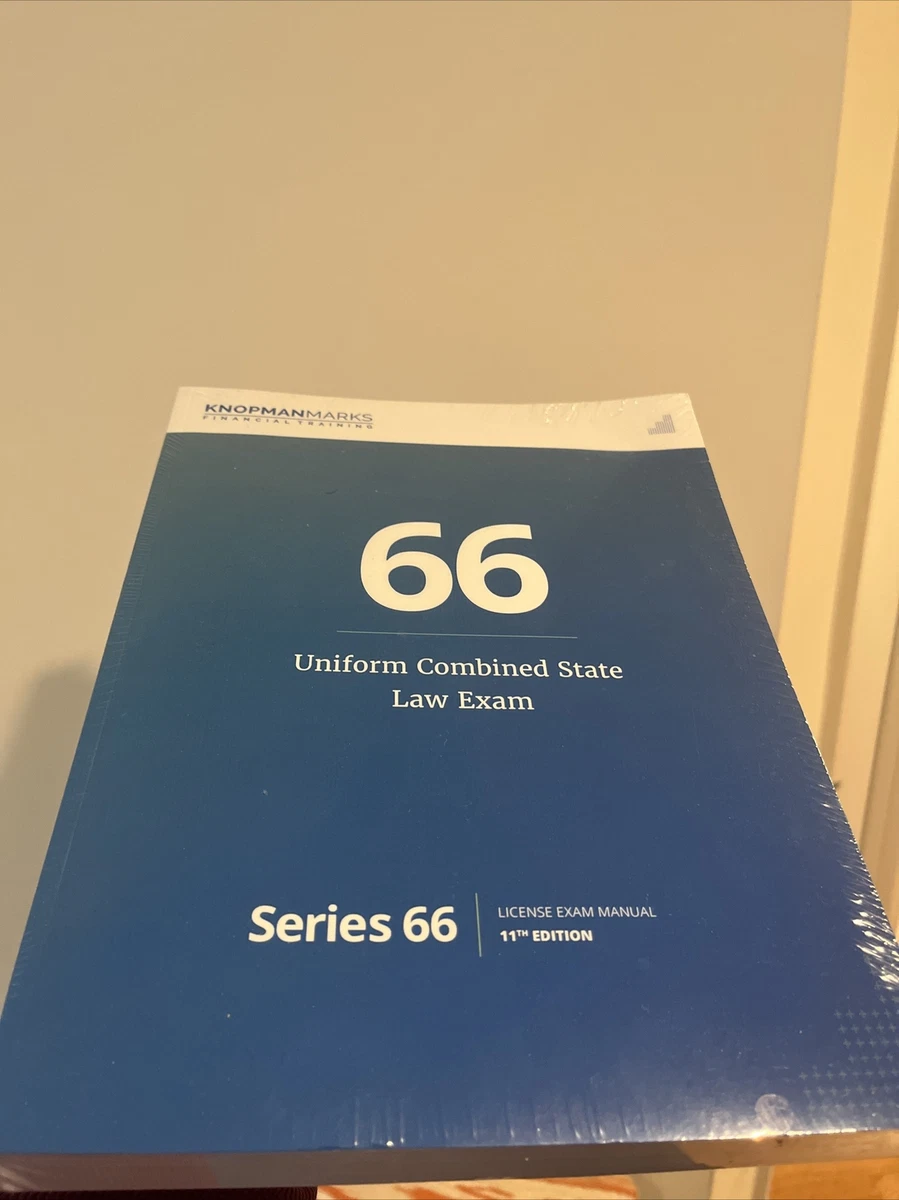 KNOPMANMARKS
FINANCIAL TRAINING
66
Uniform Combined State
Law Exam
Series 66
LICENSE EXAM MANUAL
11TH EDITION